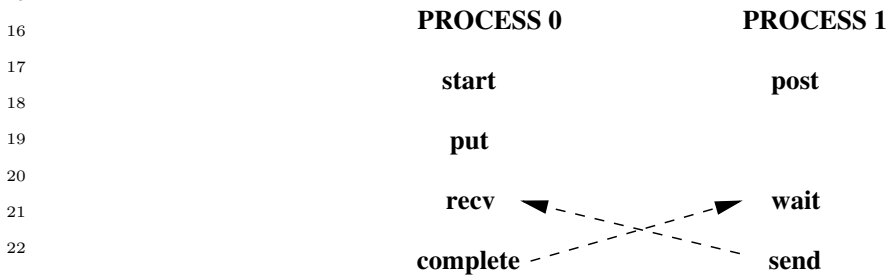 16 PROCESS 0 PROCESS 1
17
start post
18
19 put
20
recv wait
21
22
complete send